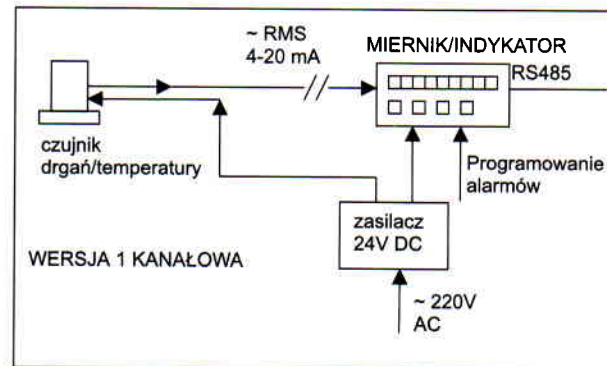 ~ RMS
4-20 mA
MIERNIK/INDYKATOR
RS485
czujnik
drgań/temperatury
Programowanie
alarmów
zasilacz
24V DC
WERSJA 1 KANAŁOWA
~ 220V
AC